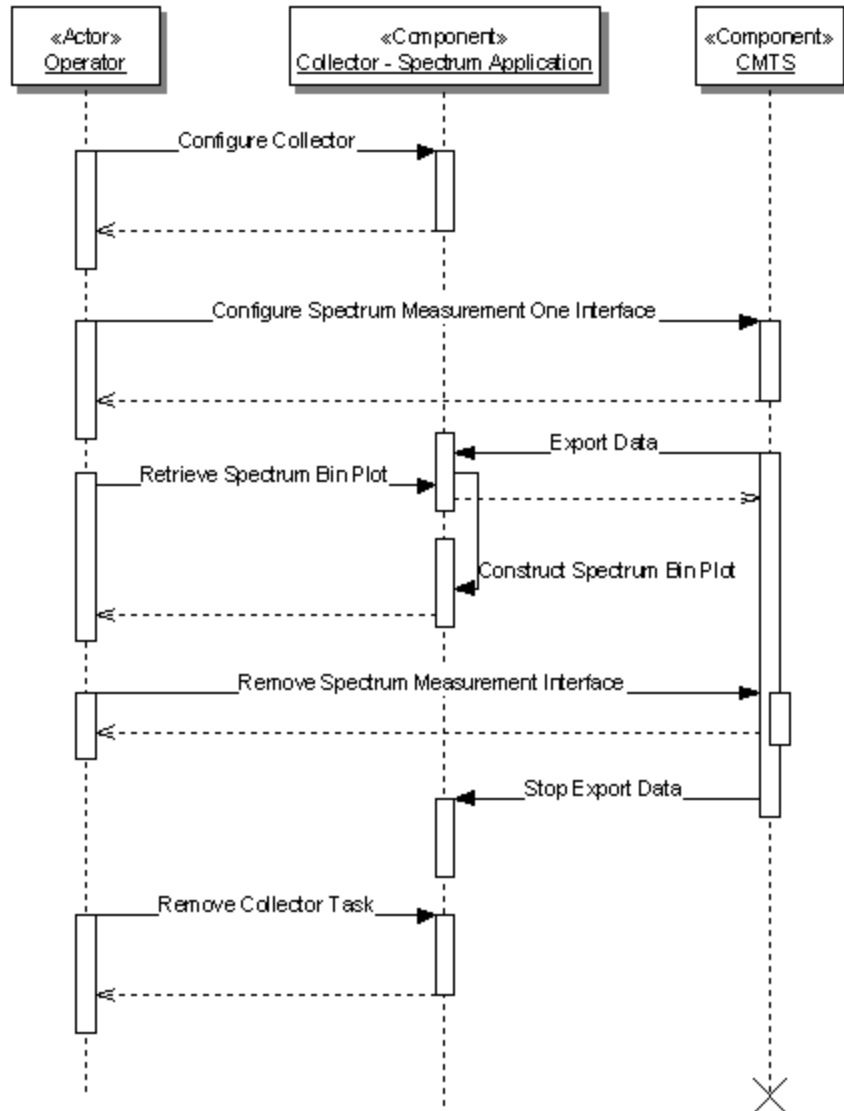 «Actor»
Operator
«Component»
Collector - Spectrum Application
«Component»
CMTS
Configure Collector
Configure Spectrum Measurement One Interface
Export Data
Retrieve Spectrum Bin Plot
Construct Spectrum Bin Plot
Remove Spectrum Measurement Interface
Stop Export Data
Remove Collector Task